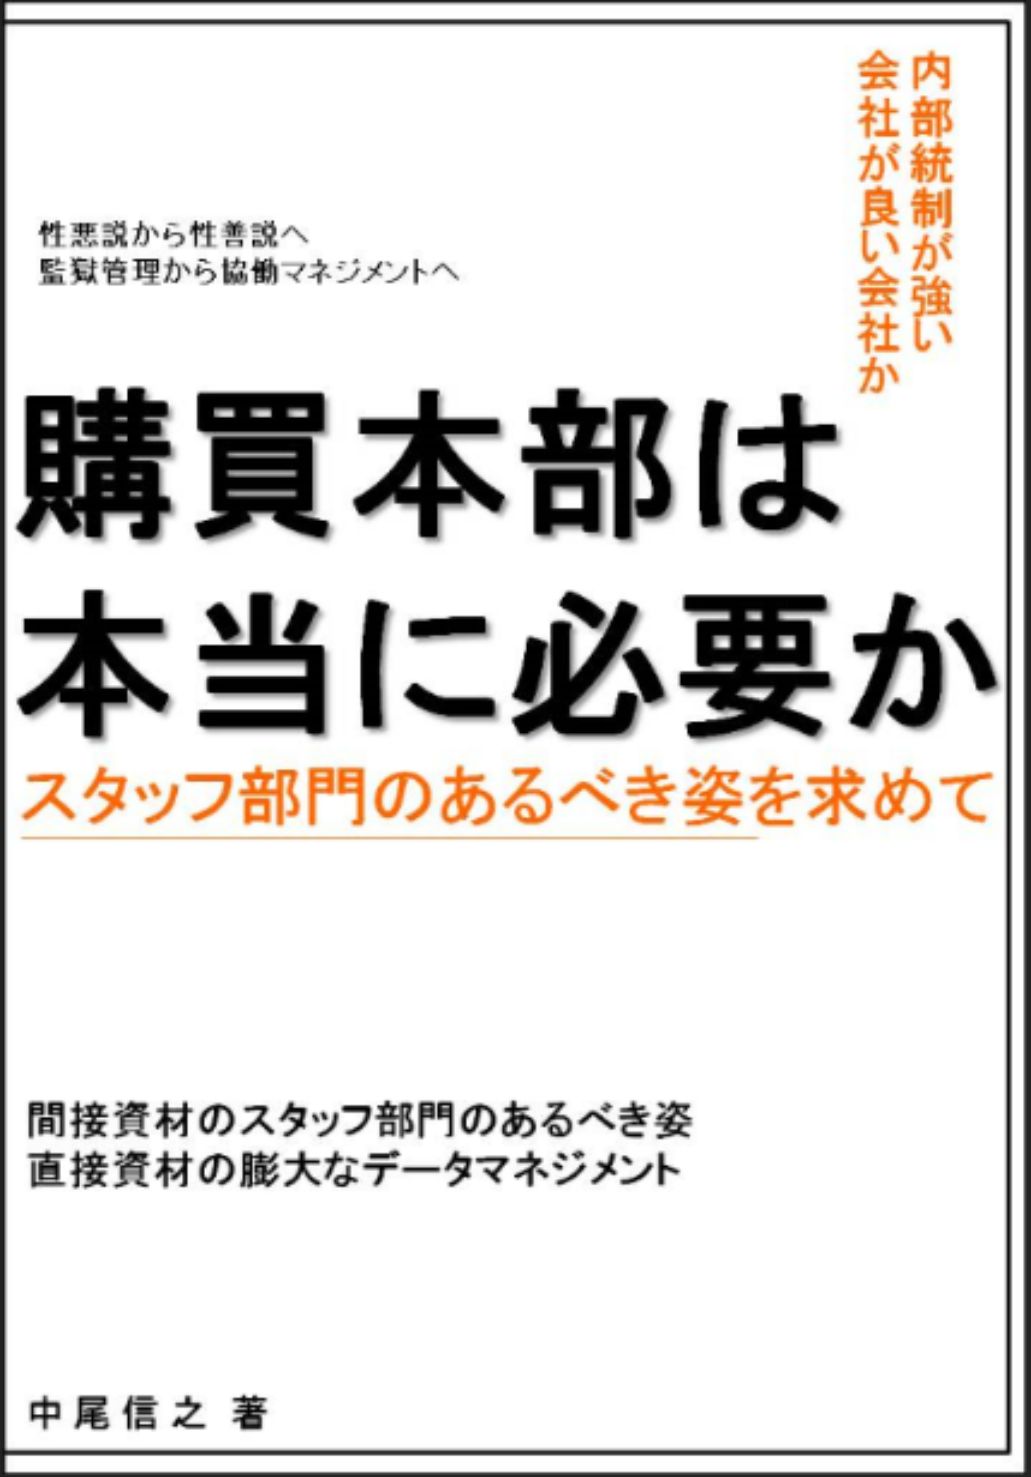 内部統制が強い
会社が良い会社か
性悪説から性善説へ
監獄管理から協働マネジメントへ
購買本部は
本当に必要か
スタッフ部門のあるべき姿を求めて
間接資材のスタッフ部門のあるべき姿
直接資材の膨大なデータマネジメント
中尾信之 著